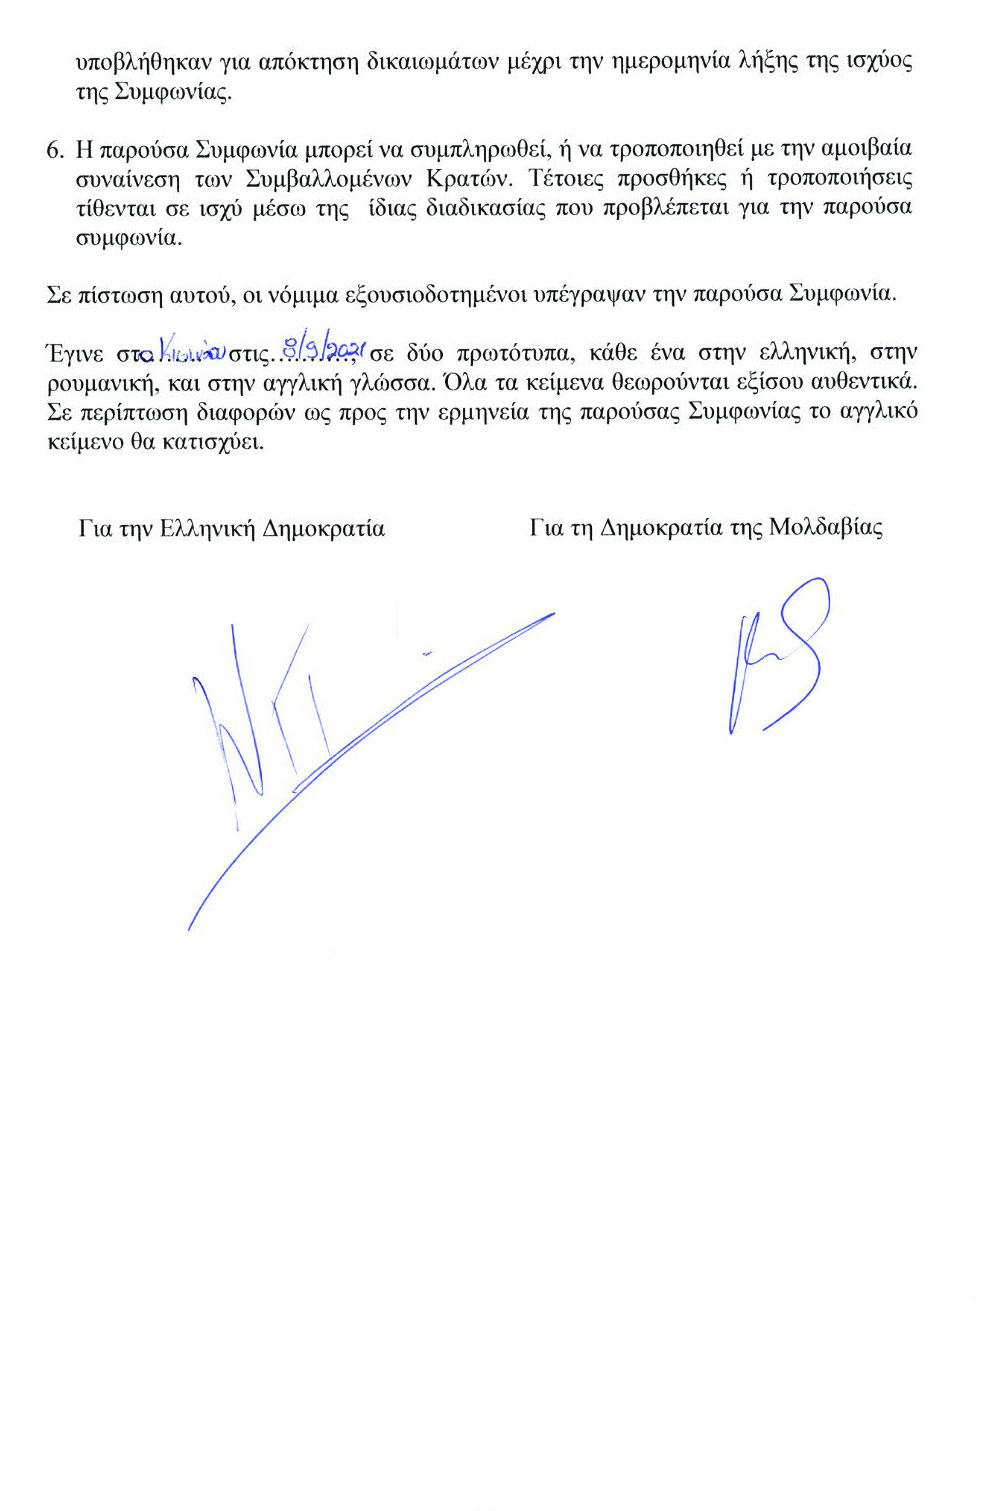 υποβλήθηκαν για απόκτηση δικαιωμάτων μέχρι την ημερομηνία λήξης της ισχύος
της Συμφωνίας.
6. Η παρούσα Συμφωνία μπορεί να συμπληρωθεί, ή να τροποποιηθεί με την αμοιβαία
συναίνεση των Συμβαλλομένων Κρατών. Τέτοιες προσθήκες ή τροποποιήσεις
τίθενται σε ισχύ μέσω της ίδιας διαδικασίας που προβλέπεται για την παρούσα
συμφωνία.
Σε πίστωση αυτού, οι νόμιμα εξουσιοδοτημένοι υπέγραψαν την παρούσα Συμφωνία.
Έγινε στο Κισινάου στις 8/9/2021, σε δύο πρωτότυπα, κάθε ένα στην ελληνική, στην
ρουμανική, και στην αγγλική γλώσσα. Όλα τα κείμενα θεωρούνται εξίσου αυθεντικά.
Σε περίπτωση διαφορών ως προς την ερμηνεία της παρούσας Συμφωνίας το αγγλικό
κείμενο θα κατισχύει.
Για την Ελληνική Δημοκρατία Για τη Δημοκρατία της Μολδαβίας